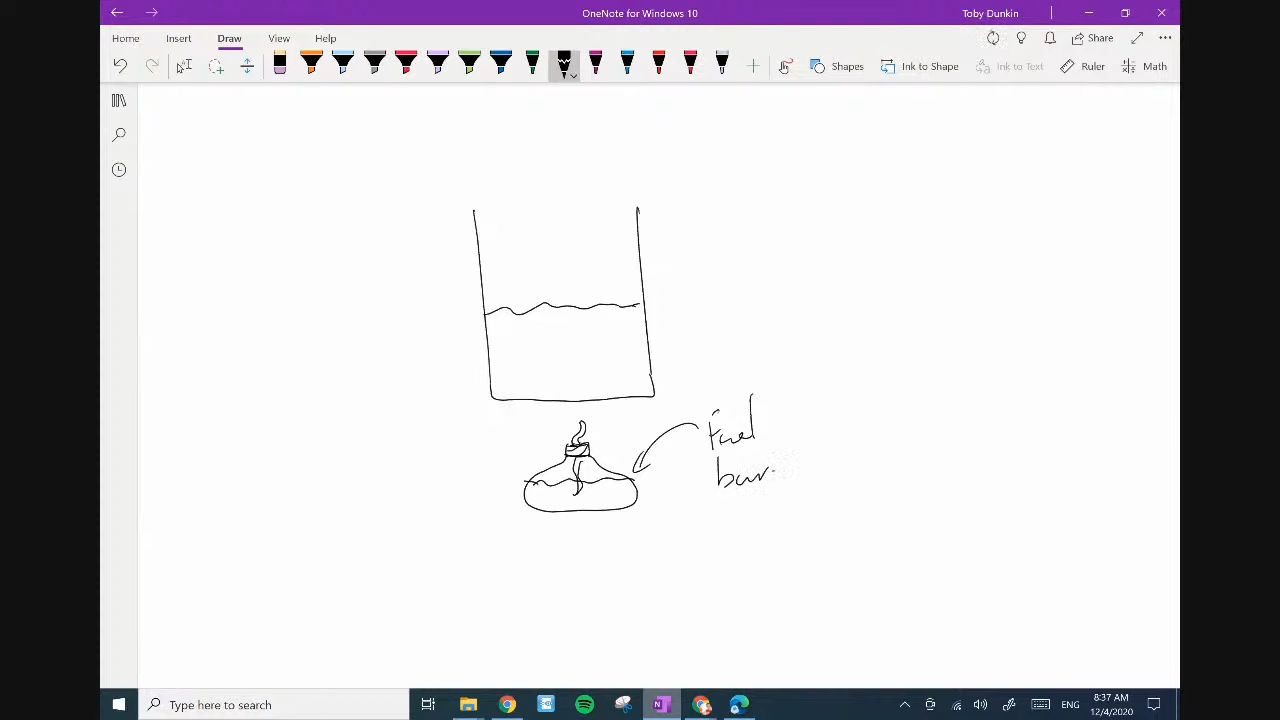 OneNote for Windows 10
Toby Dunkin
Home
Insert
Draw
View
Help
Share
Shapes
Ink to Shape
Ink to Text
Ruler
Math
Fuel
bur
Type here to search
ENG
8:37 AM
12/4/2020